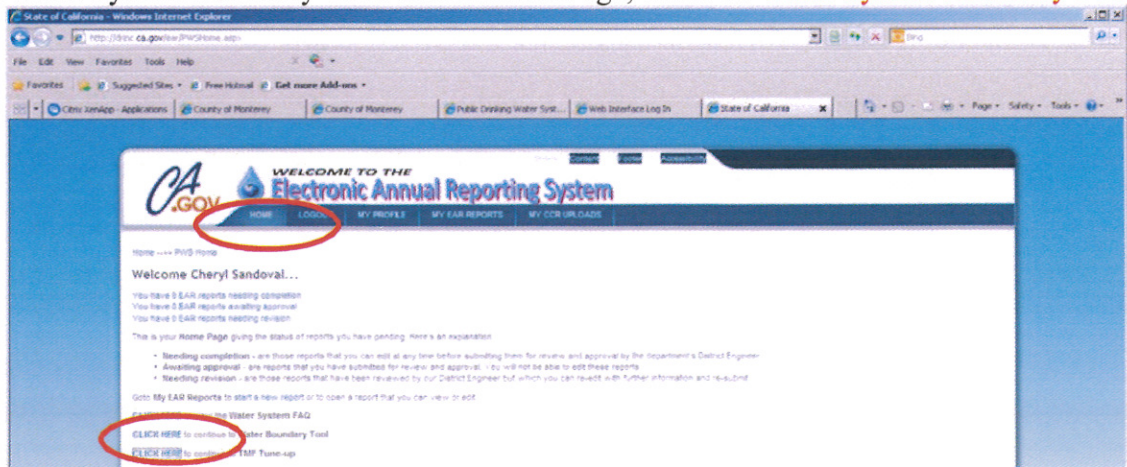 State of California - Windows Internet Explorer
ca.gov
File Edit View Favorites Tools Help
Favorites Suggested Sites Free Hotmail Get more Add-ons
Citrix XenApp - Applications County of Monterey County of Monterey Public Drinking Water Syst... Web Interface Log In State of California x Page Safety Tools
Content Footer Accessibility
CA.GOV WELCOME TO THE
Electronic Annual Reporting System
HOME LOGOUT MY PROFILE MY EAR REPORTS MY CCR UPLOADS
Home ---> PWS Home
Welcome Cheryl Sandoval...
You have 0 EAR reports needing completion
You have 0 EAR reports awaiting approval
You have 0 EAR reports needing revision
This is your Home Page giving the status of reports you have pending. Here's an explanation
• Needing completion - are those reports that you can edit at any time before submitting them for review and approval by the department's District Engineer
• Awaiting approval - are reports that you have submitted for review and approval. You will not be able to edit these reports
• Needing revision - are those reports that have been reviewed by our District Engineer but which you can re-edit with further information and re-submit
Goto My EAR Reports to start a new report or to open a report that you can view or edit
the Water System FAQ
CLICK HERE to continue to Water Boundary Tool
CLICK HERE to continue to TMF Tune-up